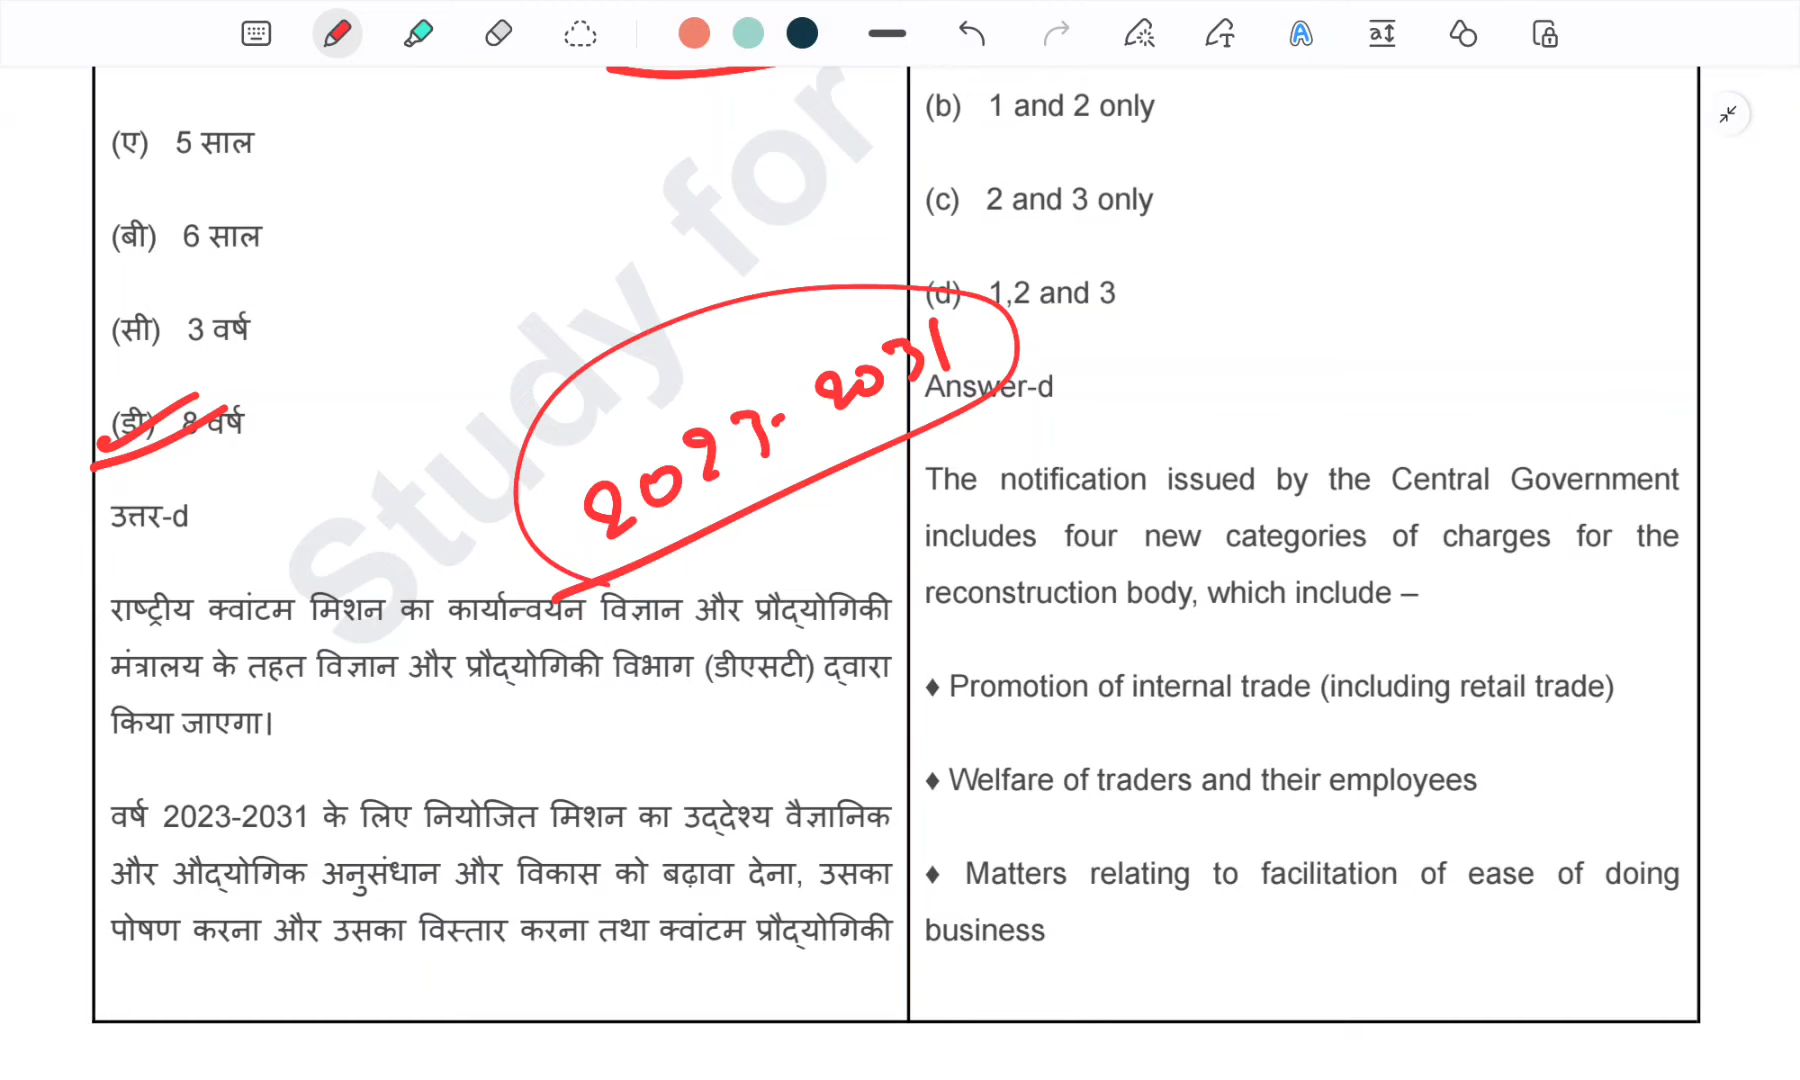 (ए) 5 साल
(बी) 6 साल
(सी) 3 वर्ष
(डी) 8 वर्ष
उत्तर-d
राष्ट्रीय क्वांटम मिशन का कार्यान्वयन विज्ञान और प्रौद्योगिकी
मंत्रालय के तहत विज्ञान और प्रौद्योगिकी विभाग (डीएसटी) द्वारा
किया जाएगा।
वर्ष 2023-2031 के लिए नियोजित मिशन का उद्देश्य वैज्ञानिक
और औद्योगिक अनुसंधान और विकास को बढ़ावा देना, उसका
पोषण करना और उसका विस्तार करना तथा क्वांटम प्रौद्योगिकी
2023-2031
Study for
(b) 1 and 2 only
(c) 2 and 3 only
(d) 1,2 and 3
Answer-d
The notification issued by the Central Government
includes four new categories of charges for the
reconstruction body, which include –
♦ Promotion of internal trade (including retail trade)
♦ Welfare of traders and their employees
♦ Matters relating to facilitation of ease of doing
business